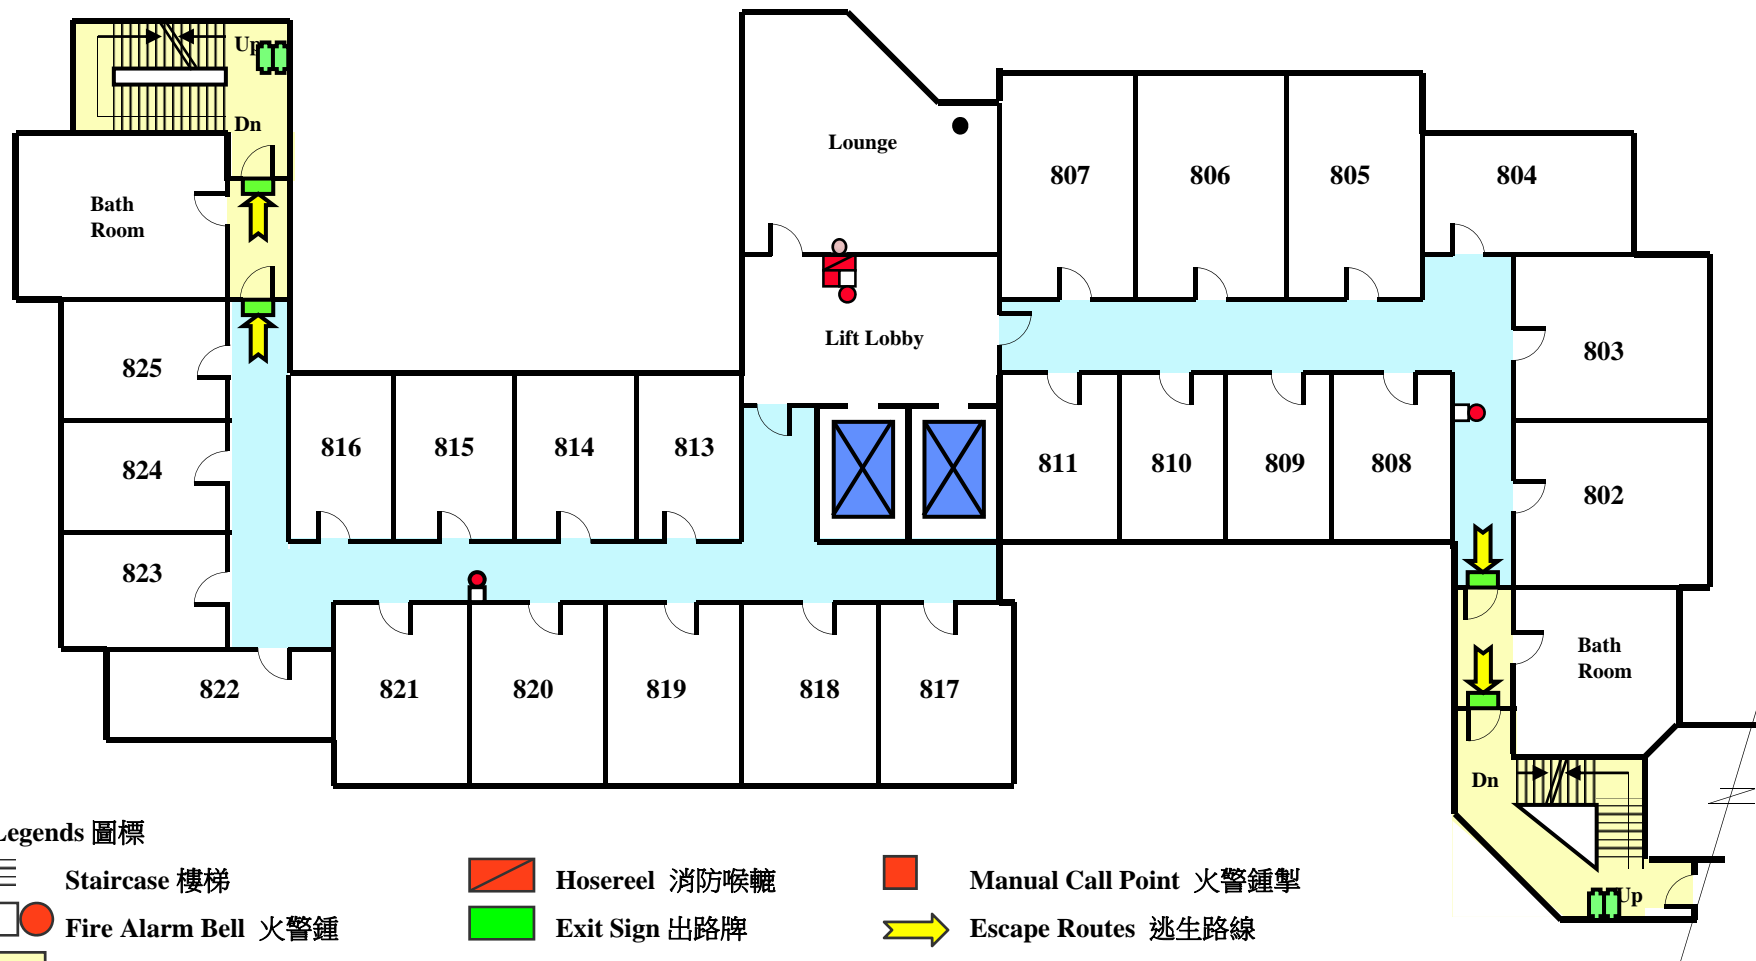 Up
Dn
Bath
Room
Lounge
807
806
805
804
Lift Lobby
803
825
816
815
814
813
811
810
809
808
824
802
823
822
821
820
819
818
817
Bath
Room
Dn
Up
Legends 圖標
Staircase 樓梯
Hosereel 消防喉轆
Manual Call Point 火警鍾掣
Fire Alarm Bell 火警鍾
Exit Sign 出路牌
Escape Routes 逃生路線